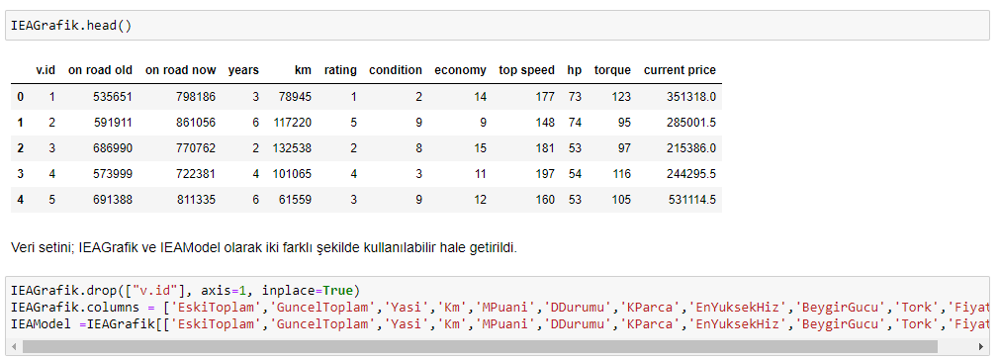 IEAGrafik.head()
v.id on road old on road now years km rating condition economy top speed hp torque current price
0 1 535651 798186 3 78945 1 2 14 177 73 123 351318.0
1 2 591911 861056 6 117220 5 9 9 148 74 95 285001.5
2 3 686990 770762 2 132538 2 8 15 181 53 97 215386.0
3 4 573999 722381 4 101065 4 3 11 197 54 116 244295.5
4 5 691388 811335 6 61559 3 9 12 160 53 105 531114.5
Veri setini; IEAGrafik ve IEAModel olarak iki farklı şekilde kullanılabilir hale getirildi.
IEAGrafik.drop(["v.id"], axis=1, inplace=True)
IEAGrafik.columns = ['EskiToplam','GuncelToplam','Yasi','Km','MPuani','DDurumu','KParca','EnYuksekHiz','BeygirGucu','Tork','Fiyat
IEAModel =IEAGrafik[['EskiToplam','GuncelToplam','Yasi','Km','MPuani','DDurumu','KParca','EnYuksekHiz','BeygirGucu','Tork','Fiyat